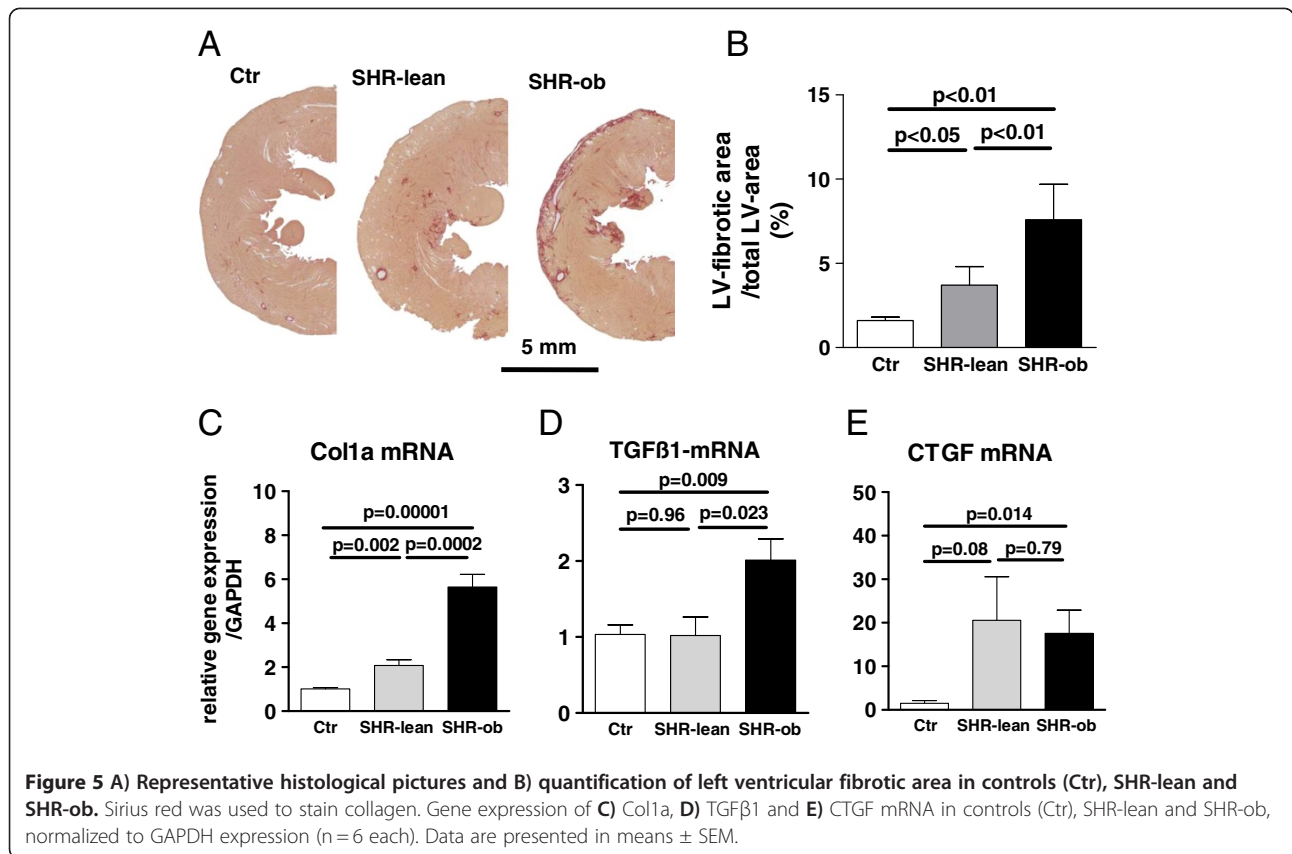 A
Ctr
SHR-lean
SHR-ob
5 mm
B
LV-fibrotic area
/total LV-area
(%)
15
10
5
0
p<0.01
p<0.05
p<0.01
Ctr
SHR-lean
SHR-ob
C
Col1a mRNA
relative gene expression
/GAPDH
10
8
6
4
2
0
p=0.00001
p=0.002
p=0.0002
Ctr
SHR-lean
SHR-ob
D
TGFß1-mRNA
3
2
1
0
p=0.009
p=0.96
p=0.023
Ctr
SHR-lean
SHR-ob
E
CTGF mRNA
50
40
30
20
10
0
p=0.014
p=0.08
p=0.79
Ctr
SHR-lean
SHR-ob
Figure 5 A) Representative histological pictures and B) quantification of left ventricular fibrotic area in controls (Ctr), SHR-lean and
SHR-ob. Sirius red was used to stain collagen. Gene expression of C) Col1a, D) TGFβ1 and E) CTGF mRNA in controls (Ctr), SHR-lean and SHR-ob,
normalized to GAPDH expression (n = 6 each). Data are presented in means ± SEM.